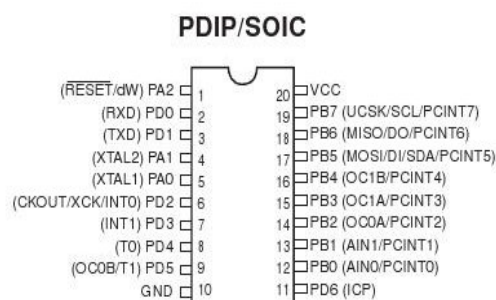 PDIP/SOIC
(RESET/dW) PA2 1 20 VCC
(RXD) PD0 2 19 PB7 (UCSK/SCL/PCINT7)
(TXD) PD1 3 18 PB6 (MISO/DO/PCINT6)
(XTAL2) PA1 4 17 PB5 (MOSI/DI/SDA/PCINT5)
(XTAL1) PA0 5 16 PB4 (OC1B/PCINT4)
(CKOUT/XCK/INT0) PD2 6 15 PB3 (OC1A/PCINT3)
(INT1) PD3 7 14 PB2 (OC0A/PCINT2)
(T0) PD4 8 13 PB1 (AIN1/PCINT1)
(OC0B/T1) PD5 9 12 PB0 (AIN0/PCINT0)
GND 10 11 PD6 (ICP)